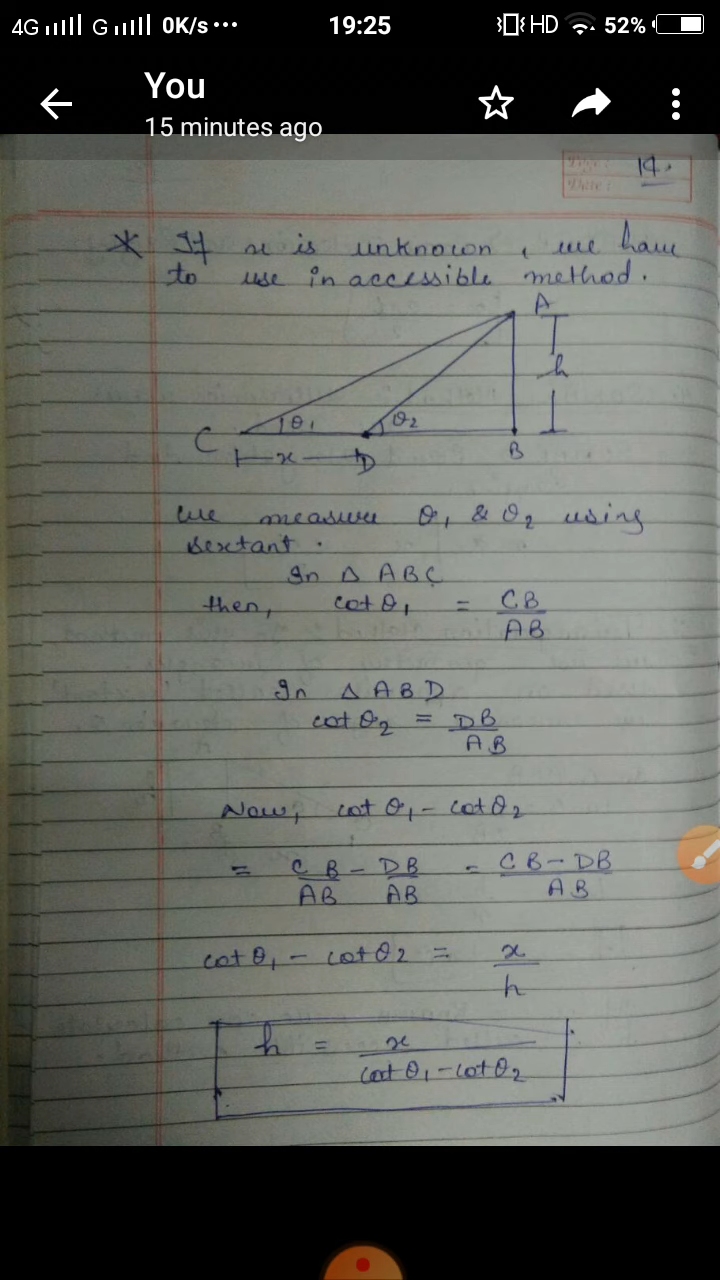 4G G 0K/s ••• 19:25 HD 52%
You
15 minutes ago
Page: 14.
Date:
* If x is unknown, we have
to use inaccessible method.
A
h
θ1 θ2
C
x D B
We measure θ1 & θ2 using
sextant.
In △ ABC
then, cot θ1 = CB/AB
In △ ABD
cot θ2 = DB/AB
Now, cot θ1 - cot θ2
= CB/AB - DB/AB = CB-DB/AB
cot θ1 - cot θ2 = x/h
h = x/cot θ1 - cot θ2